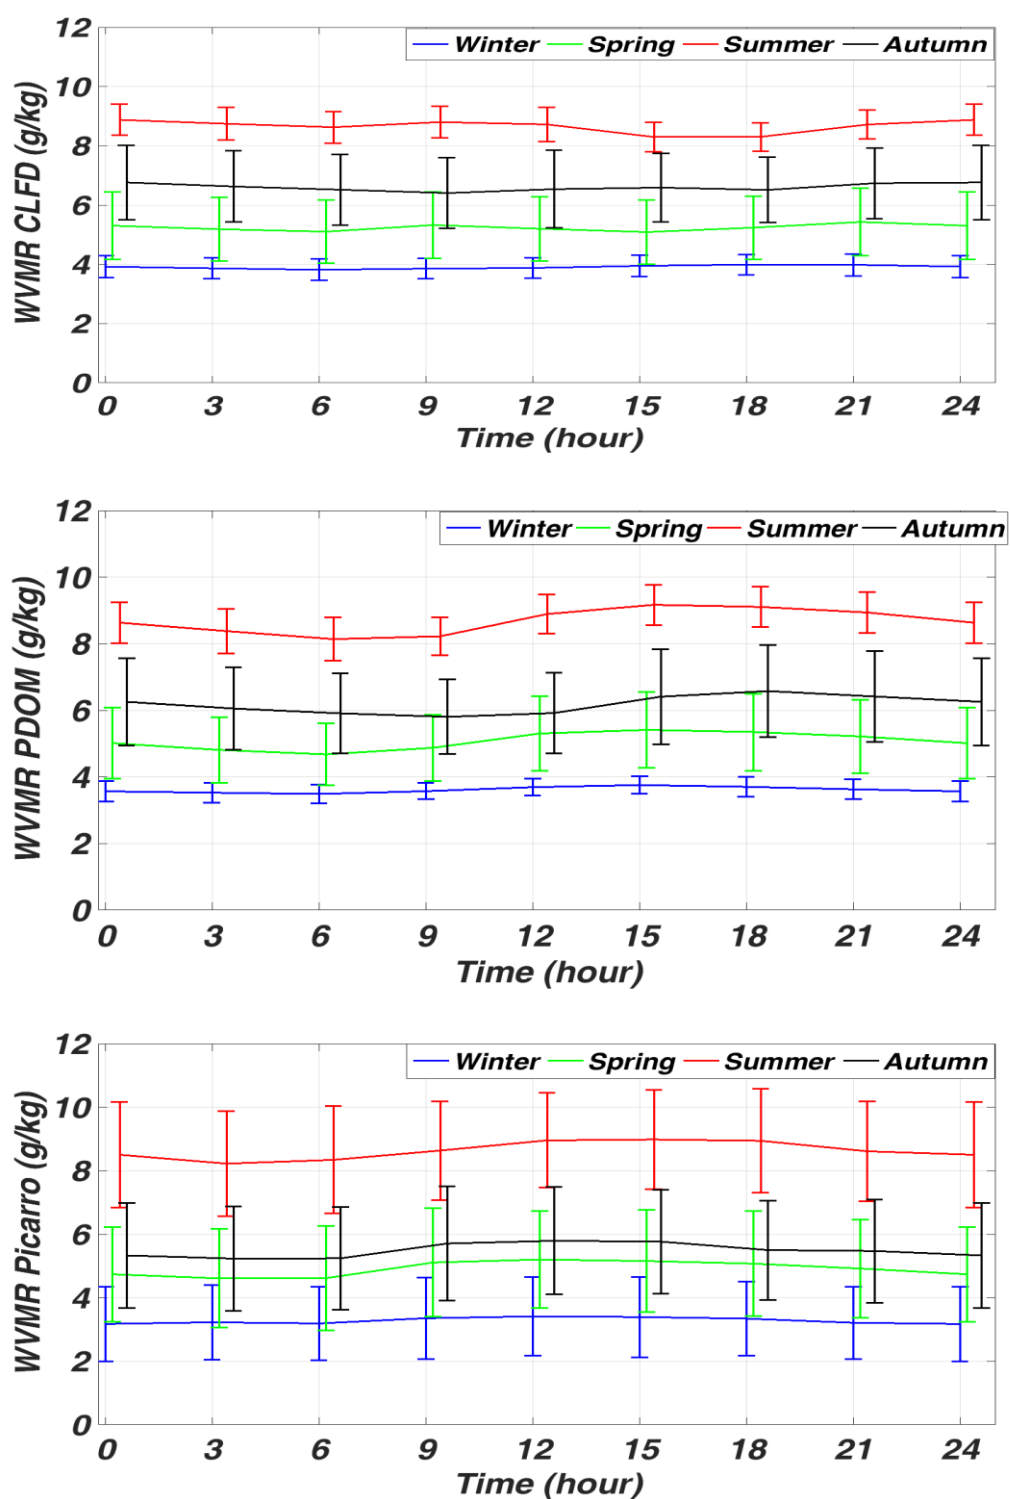 12
10
8
6
4
2
0
WVMR CLFD (g/kg)
Winter Spring Summer Autumn
0 3 6 9 12 15 18 21 24
Time (hour)
12
10
8
6
4
2
0
WVMR PDOM (g/kg)
Winter Spring Summer Autumn
0 3 6 9 12 15 18 21 24
Time (hour)
12
10
8
6
4
2
0
WVMR Picarro (g/kg)
Winter Spring Summer Autumn
0 3 6 9 12 15 18 21 24
Time (hour)